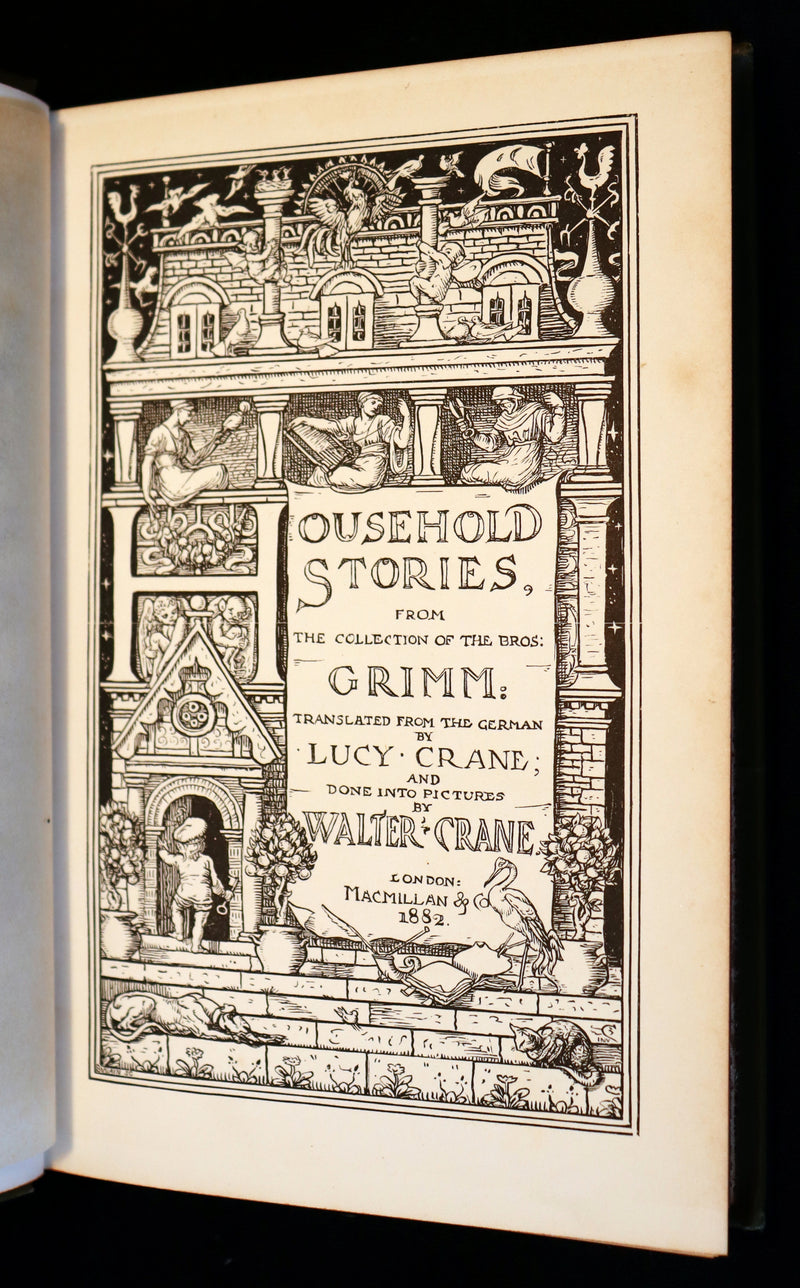 HOUSEHOLD
STORIES,
FROM
THE COLLECTION OF THE BROS:
GRIMM:
TRANSLATED FROM THE GERMAN
BY
LUCY · CRANE;
AND
DONE INTO PICTURES
BY
WALTER CRANE
LONDON:
MACMILLAN & Co
1882.